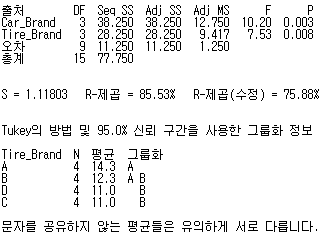 출처 DF Seq SS Adj SS Adj MS F P
Car_Brand 3 38.250 38.250 12.750 10.20 0.003
Tire_Brand 3 28.250 28.250 9.417 7.53 0.008
오차 9 11.250 11.250 1.250
총계 15 77.750
S = 1.11803 R-제곱 = 85.53% R-제곱(수정) = 75.88%
Tukey의 방법 및 95.0% 신뢰 구간을 사용한 그룹화 정보
Tire_Brand N 평균 그룹화
A 4 14.3 A
B 4 12.3 A B
D 4 11.0 B
C 4 11.0 B
문자를 공유하지 않는 평균들은 유의하게 서로 다릅니다.